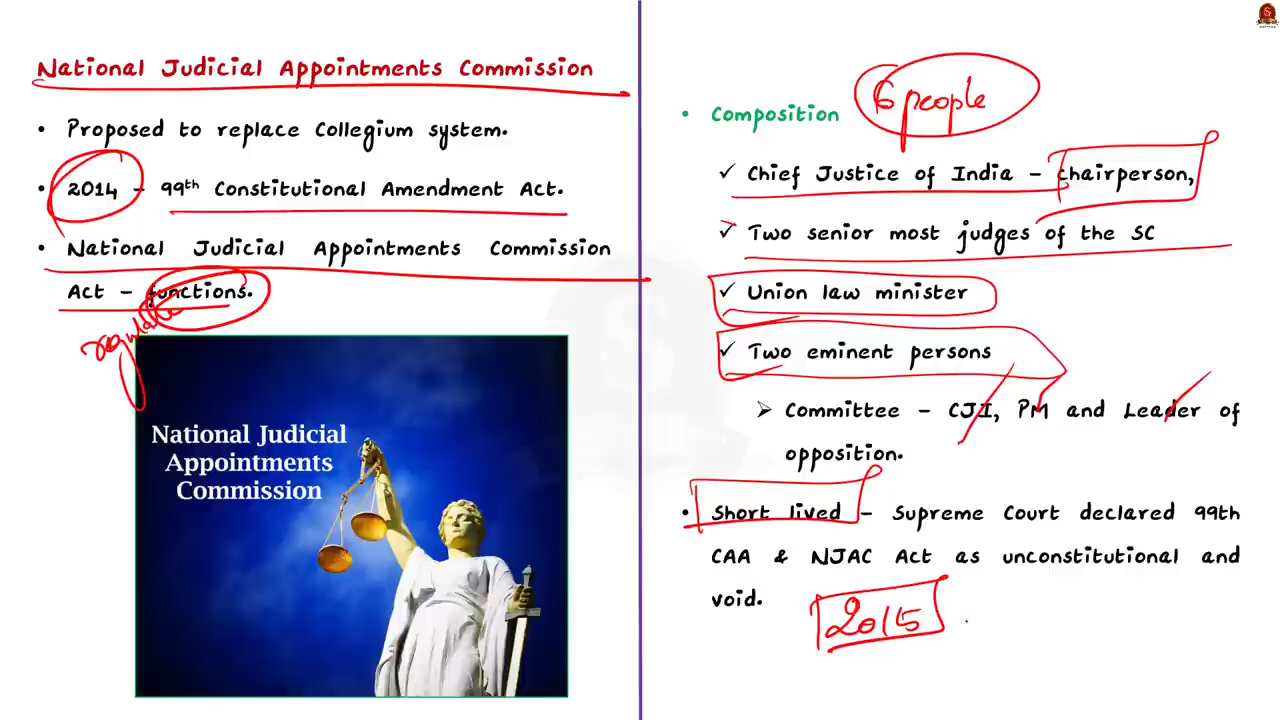 National Judicial Appointments Commission
• Proposed to replace Collegium system.
• 2014 - 99th Constitutional Amendment Act.
• National Judicial Appointments Commission
Act - functions.
regulate
National Judicial
Appointments
Commission
• Composition 6 people
✓ Chief Justice of India - chairperson,
✓ Two senior most judges of the SC
✓ Union law minister
✓ Two eminent persons
➢ Committee - CJI, PM and Leader of
opposition.
• Short lived - Supreme Court declared 99th
CAA & NJAC Act as unconstitutional and
void.
2015